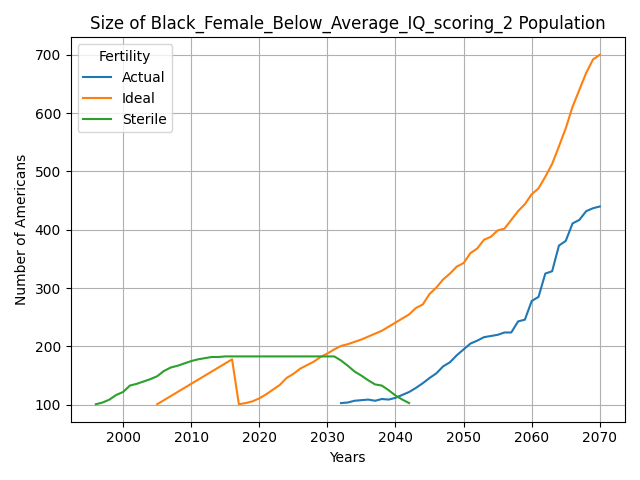 Size of Black_Female_Below_Average_IQ_scoring_2 Population
700
600
500
400
300
200
100
Number of Americans
Fertility
Actual
Ideal
Sterile
2000 2010 2020 2030 2040 2050 2060 2070
Years